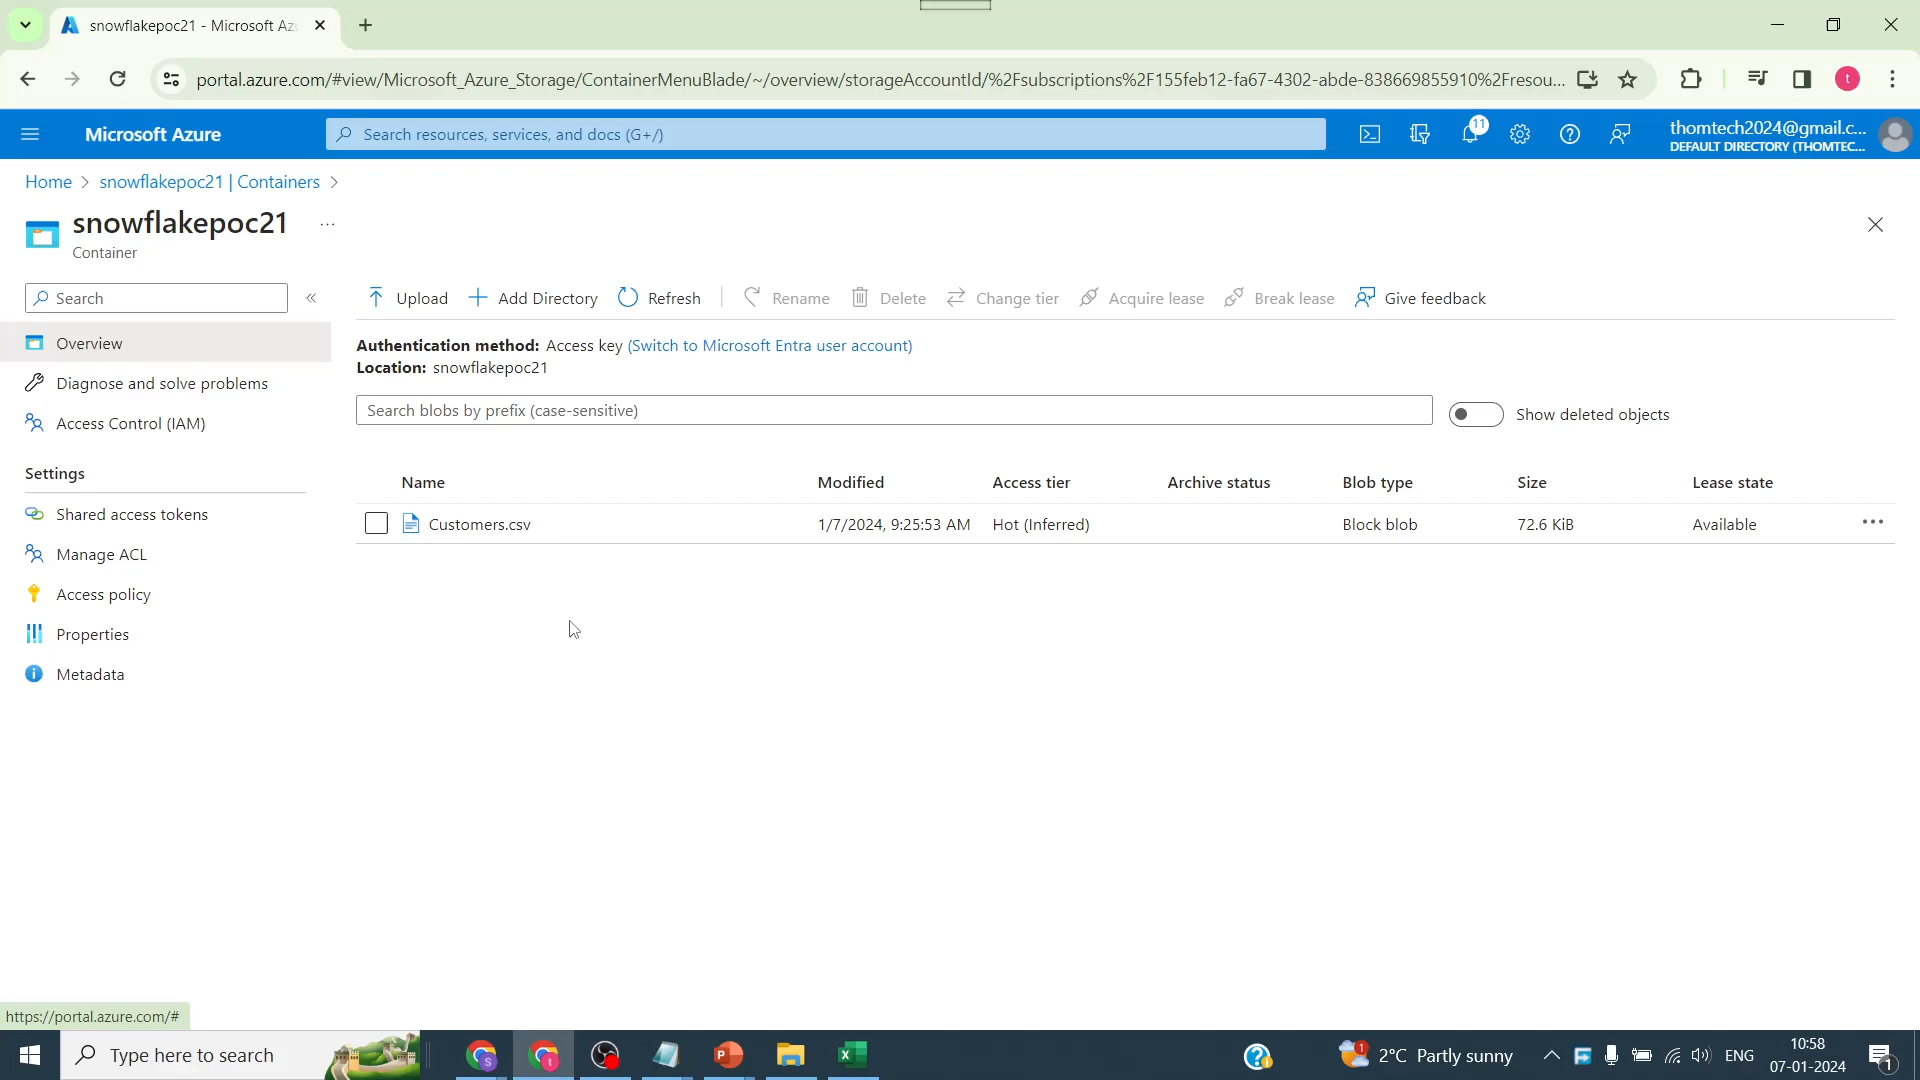 snowflakepoc21 - Microsoft Az
portal.azure.com/#view/Microsoft_Azure_Storage/ContainerMenuBlade/~/overview/storageAccountId/%2Fsubscriptions%2F155feb12-fa67-4302-abde-838669855910%2Fresou...
t
Microsoft Azure
Search resources, services, and docs (G+/)
11
thomtech2024@gmail.c...
DEFAULT DIRECTORY (THOMTEC...
Home > snowflakepoc21 | Containers >
snowflakepoc21 ...
Container
Search «
Upload
Add Directory
Refresh
Rename
Delete
Change tier
Acquire lease
Break lease
Give feedback
Overview
Diagnose and solve problems
Access Control (IAM)
Settings
Shared access tokens
Manage ACL
Access policy
Properties
Metadata
Authentication method: Access key (Switch to Microsoft Entra user account)
Location: snowflakepoc21
Search blobs by prefix (case-sensitive)
Show deleted objects
Name Modified Access tier Archive status Blob type Size Lease state
Customers.csv 1/7/2024, 9:25:53 AM Hot (Inferred) Block blob 72.6 KiB Available ...
https://portal.azure.com/#
Type here to search
2°C Partly sunny
ENG
10:58
07-01-2024
1